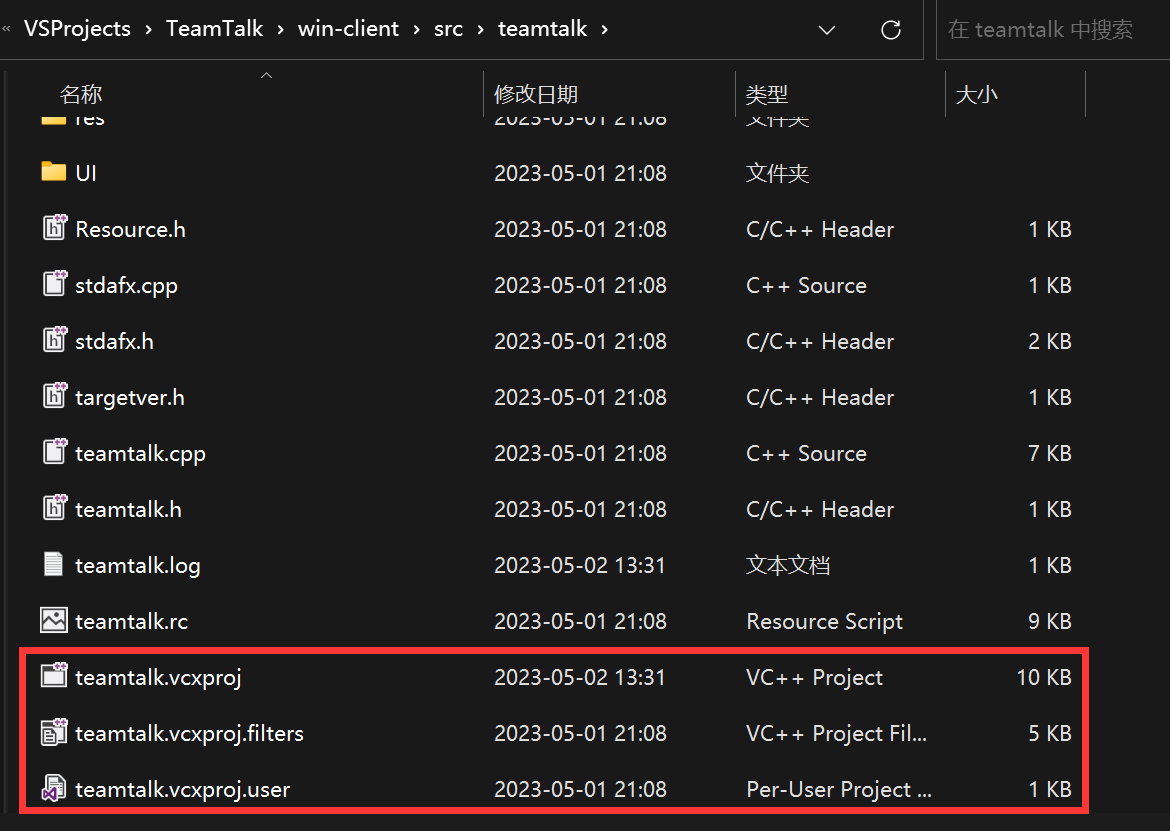 « VSProjects › TeamTalk › win-client › src › teamtalk › 在 teamtalk 中搜索
名称 修改日期 类型 大小
res 2023-05-01 21:08 文件夹
UI 2023-05-01 21:08 文件夹
Resource.h 2023-05-01 21:08 C/C++ Header 1 KB
stdafx.cpp 2023-05-01 21:08 C++ Source 1 KB
stdafx.h 2023-05-01 21:08 C/C++ Header 2 KB
targetver.h 2023-05-01 21:08 C/C++ Header 1 KB
teamtalk.cpp 2023-05-01 21:08 C++ Source 7 KB
teamtalk.h 2023-05-01 21:08 C/C++ Header 1 KB
teamtalk.log 2023-05-02 13:31 文本文档 1 KB
teamtalk.rc 2023-05-01 21:08 Resource Script 9 KB
teamtalk.vcxproj 2023-05-02 13:31 VC++ Project 10 KB
teamtalk.vcxproj.filters 2023-05-01 21:08 VC++ Project Fil... 5 KB
teamtalk.vcxproj.user 2023-05-01 21:08 Per-User Project ... 1 KB